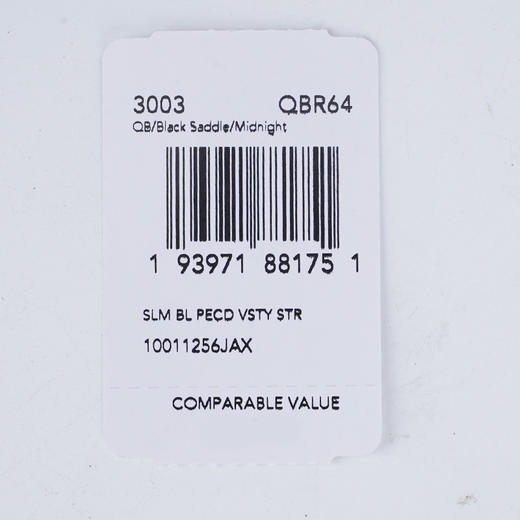 3003 QBR64
QB/Black Saddle/Midnight
1 93971 88175 1
SLM BL PECD VSTY STR
10011256JAX
COMPARABLE VALUE